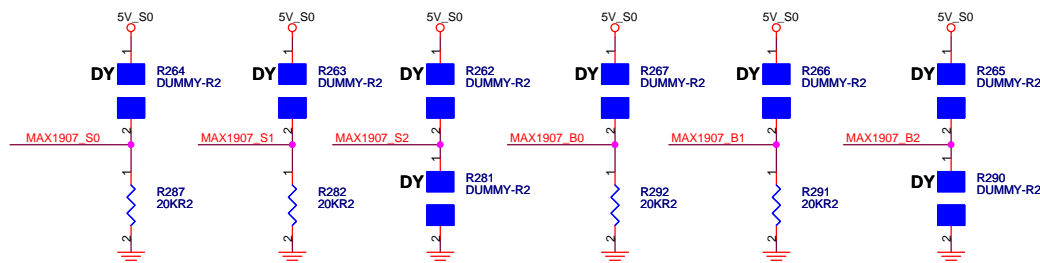 5V_S0 5V_S0 5V_S0 5V_S0 5V_S0 5V_S0
1 1 1 1 1 1
DY R264 DY R263 DY R262 DY R267 DY R266 DY R265
DUMMY-R2 DUMMY-R2 DUMMY-R2 DUMMY-R2 DUMMY-R2 DUMMY-R2
2 2 2 2 2 2
MAX1907_S0 MAX1907_S1 MAX1907_S2 MAX1907_B0 MAX1907_B1 MAX1907_B2
1 1 1 1 1 1
R287 R282 DY R281 R292 R291 DY R290
20KR2 20KR2 DUMMY-R2 20KR2 20KR2 DUMMY-R2
2 2 2 2 2 2